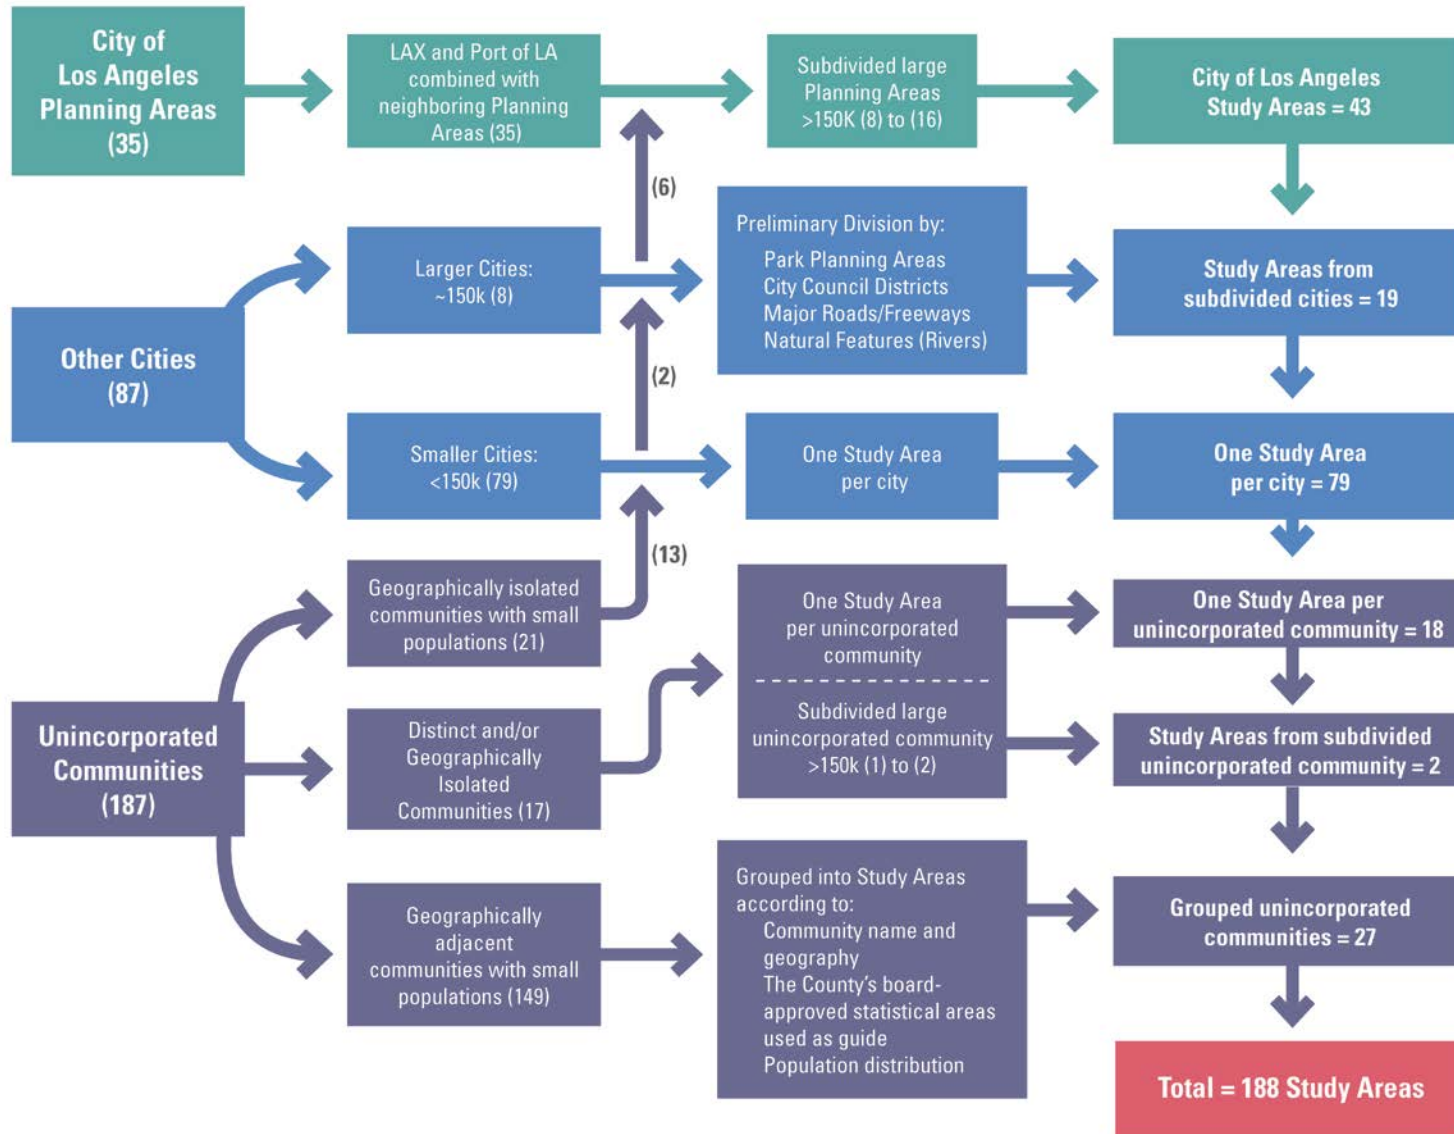 City of
Los Angeles
Planning Areas
(35)
LAX and Port of LA
combined with
neighboring Planning
Areas (35)
Subdivided large
Planning Areas
>150K (8) to (16)
City of Los Angeles
Study Areas = 43
(6)
Other Cities
(87)
Larger Cities:
~150k (8)
Preliminary Division by:
Park Planning Areas
City Council Districts
Major Roads/Freeways
Natural Features (Rivers)
Study Areas from
subdivided cities = 19
(2)
Smaller Cities:
<150k (79)
One Study Area
per city
One Study Area
per city = 79
(13)
Unincorporated
Communities
(187)
Geographically isolated
communities with small
populations (21)
Distinct and/or
Geographically
Isolated
Communities (17)
One Study Area
per unincorporated
community
Subdivided large
unincorporated community
>150k (1) to (2)
One Study Area per
unincorporated community = 18
Study Areas from subdivided
unincorporated community = 2
Geographically
adjacent
communities with small
populations (149)
Grouped into Study Areas
according to:
Community name and
geography
The County’s board-
approved statistical areas
used as guide
Population distribution
Grouped unincorporated
communities = 27
Total = 188 Study Areas